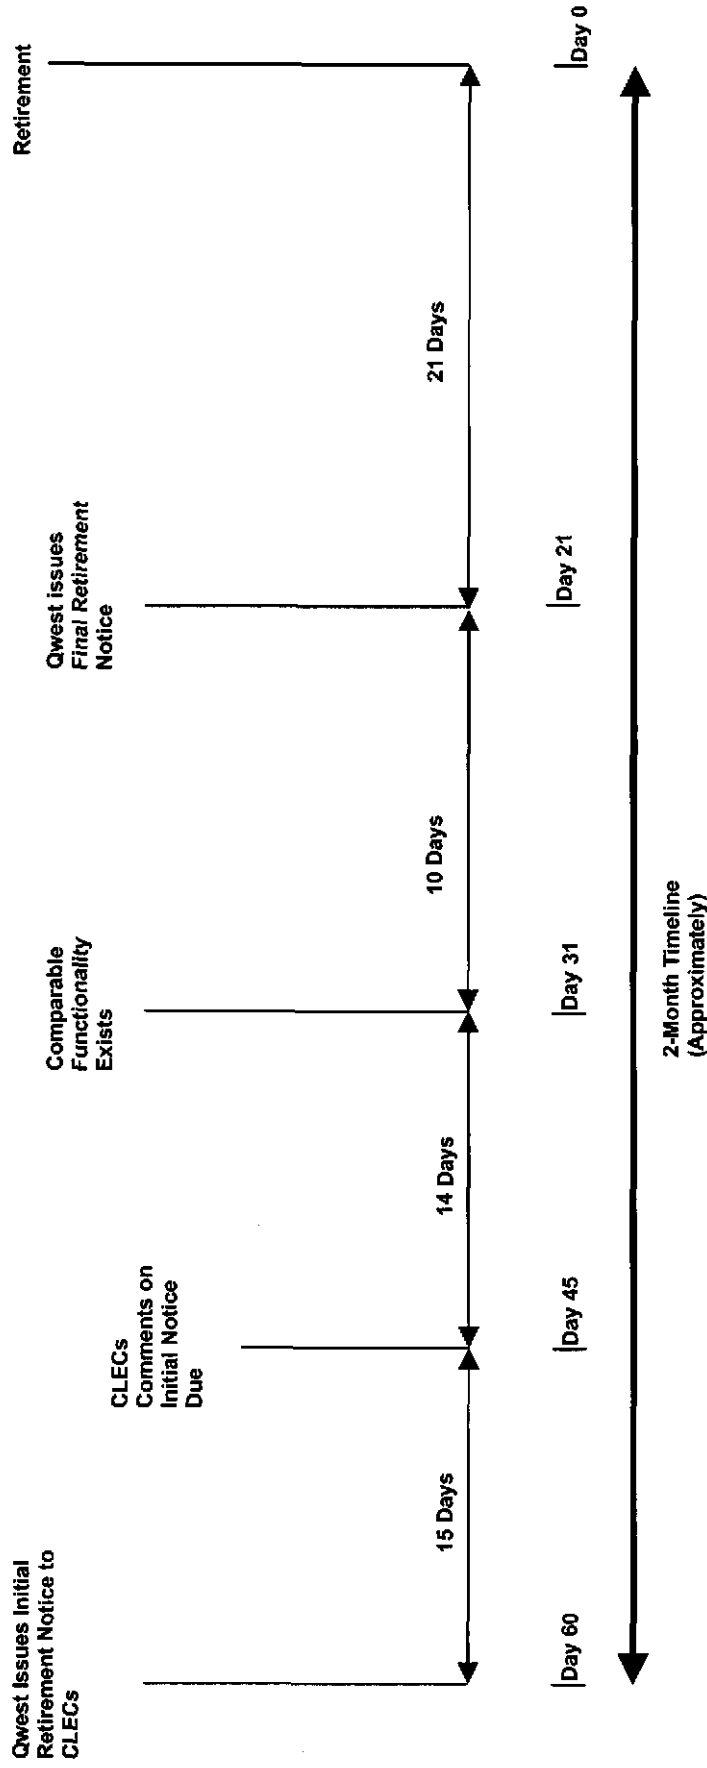 Qwest Issues Initial
Retirement Notice to
CLECs
CLECs
Comments on
Initial Notice
Due
Comparable
Functionality
Exists
Qwest issues
Final Retirement
Notice
Retirement
15 Days
14 Days
10 Days
21 Days
Day 60
Day 45
Day 31
Day 21
Day 0
2-Month Timeline
(Approximately)